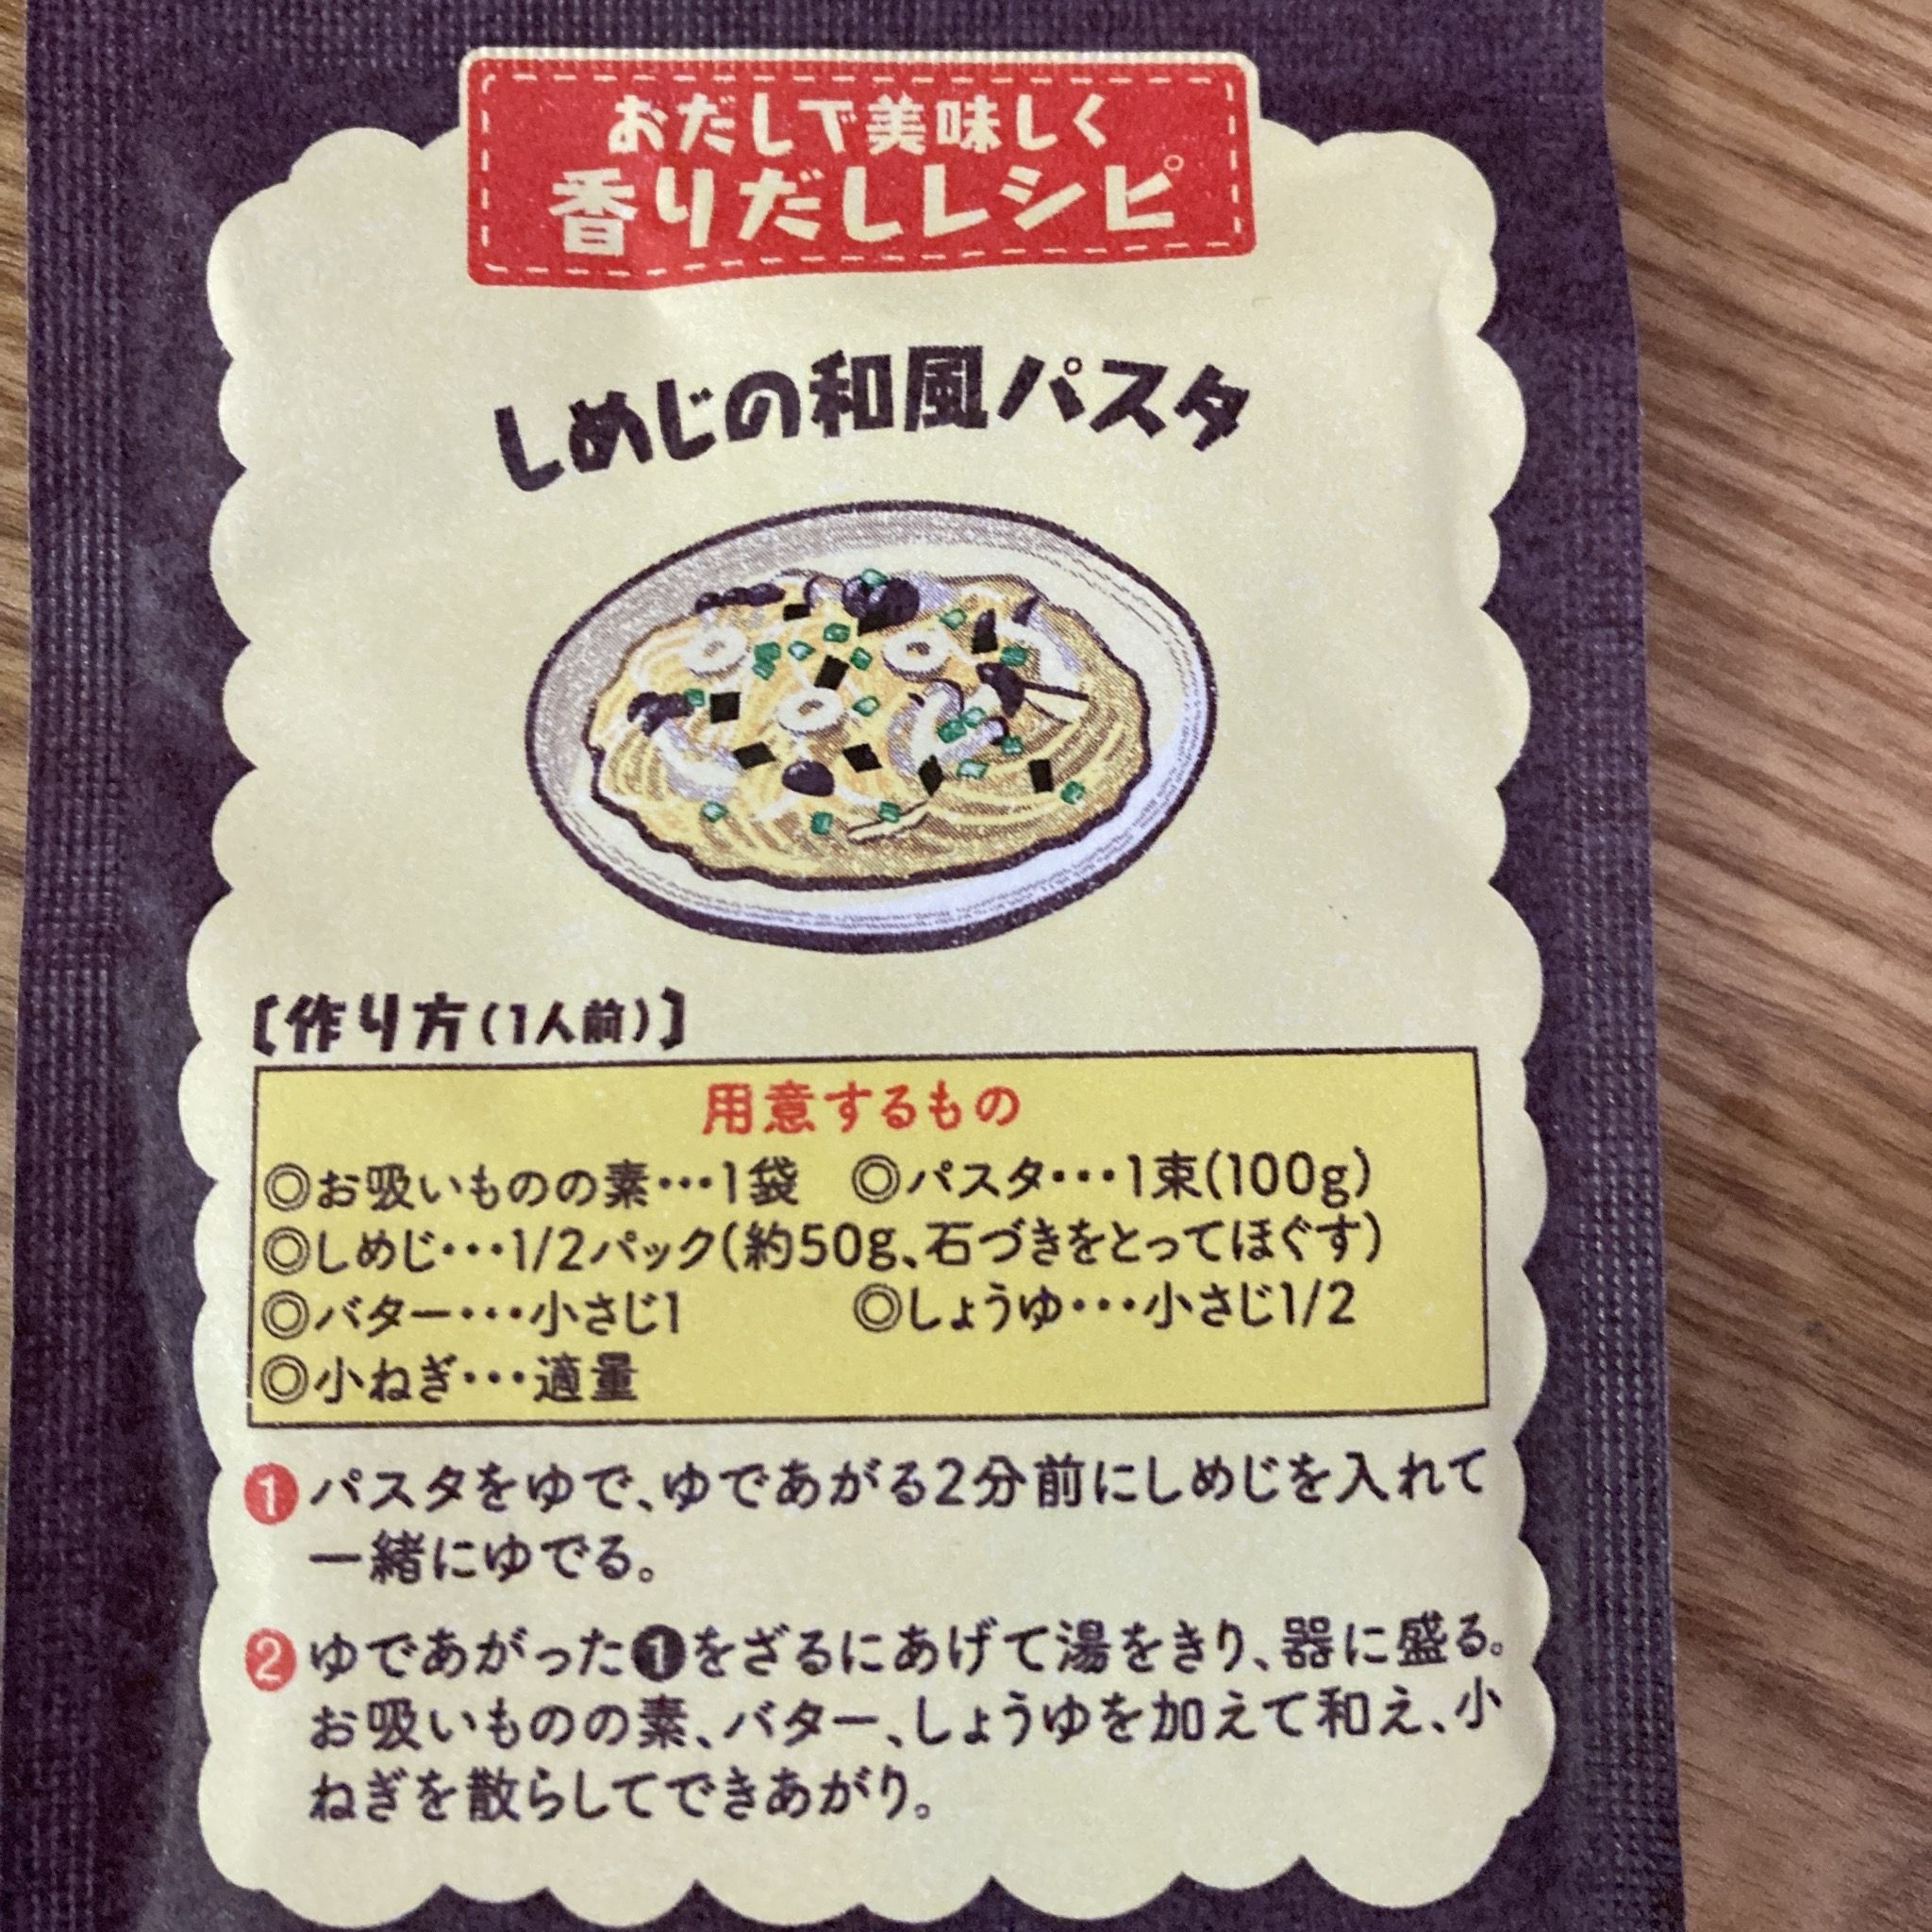 おだしで美味しく
香りだしレシピ
しめじの和風パスタ
【作り方(1人前)】
用意するもの
◎お吸いものの素・・・1袋 ◎パスタ・・・1束(100g)
◎しめじ・・・1/2パック(約50g、石づきをとってほぐす)
◎バター・・・小さじ1 ◎しょうゆ・・・小さじ1/2
◎小ねぎ・・・適量
❶パスタをゆで、ゆであがる2分前にしめじを入れて
一緒にゆでる。
❷ゆであがった❶をざるにあげて湯をきり、器に盛る。
お吸いものの素、バター、しょうゆを加えて和え、小
ねぎを散らしてできあがり。